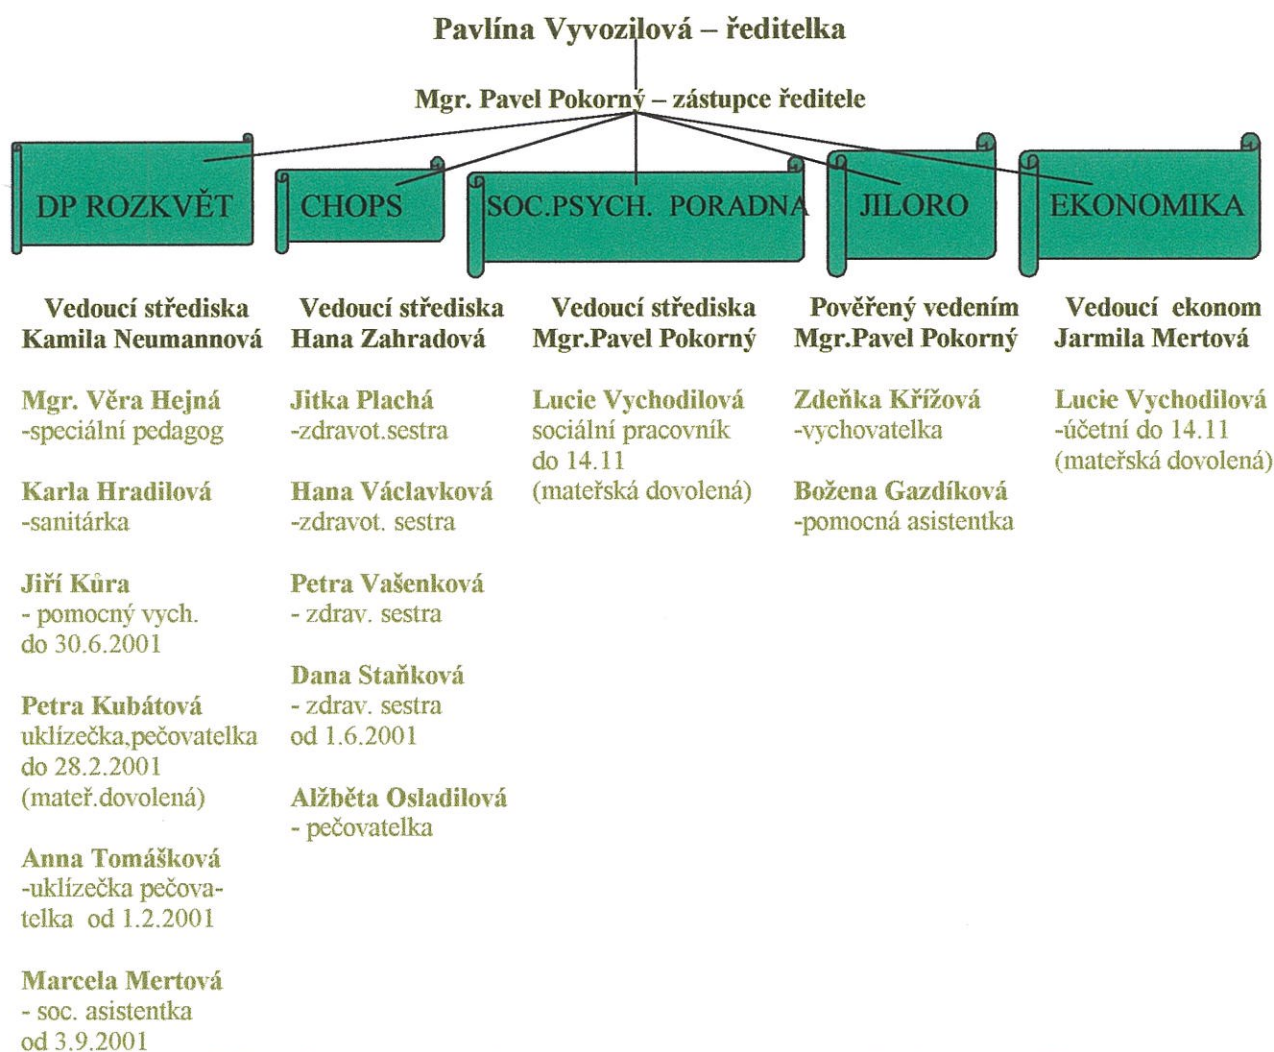 Pavlína Vyvozilová – ředitelka
Mgr. Pavel Pokorný – zástupce ředitele
DP ROZKVĚT
CHOPS
SOC.PSYCH. PORADNA
JILORO
EKONOMIKA
Vedoucí střediska
Kamila Neumannová
Mgr. Věra Hejná
-speciální pedagog
Karla Hradilová
-sanitárka
Jiří Kůra
- pomocný vych.
do 30.6.2001
Petra Kubátová
uklízečka,pečovatelka
do 28.2.2001
(mateř.dovolená)
Anna Tomášková
-uklízečka pečova-
telka od 1.2.2001
Marcela Mertová
- soc. asistentka
od 3.9.2001
Vedoucí střediska
Hana Zahradová
Jitka Plachá
-zdravot.sestra
Hana Václavková
-zdravot. sestra
Petra Vašenková
- zdrav. sestra
Dana Staňková
- zdrav. sestra
od 1.6.2001
Alžběta Osladilová
- pečovatelka
Vedoucí střediska
Mgr.Pavel Pokorný
Lucie Vychodilová
sociální pracovník
do 14.11
(mateřská dovolená)
Pověřený vedením
Mgr.Pavel Pokorný
Zdeňka Křížová
-vychovatelka
Božena Gazdíková
-pomocná asistentka
Vedoucí ekonom
Jarmila Mertová
Lucie Vychodilová
-účetní do 14.11
(mateřská dovolená)